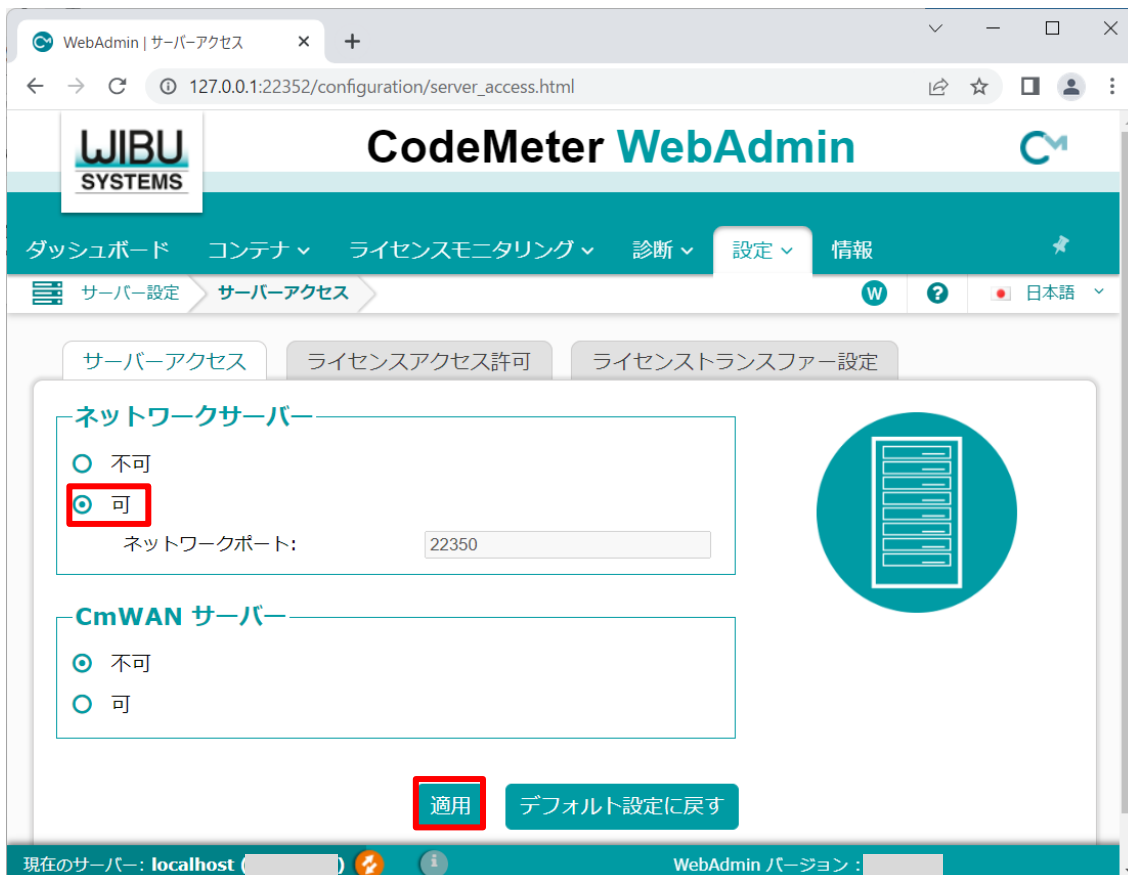 WebAdmin | サーバーアクセス
127.0.0.1:22352/configuration/server_access.html
WIBU
SYSTEMS
CodeMeter WebAdmin
ダッシュボード コンテナ ライセンスモニタリング 診断 設定 情報
サーバー設定 サーバーアクセス W ? 日本語
サーバーアクセス ライセンスアクセス許可 ライセンストランスファー設定
ネットワークサーバー
不可
可
ネットワークポート: 22350
CmWAN サーバー
不可
可
適用 デフォルト設定に戻す
現在のサーバー: localhost ( ) i WebAdmin バージョン :